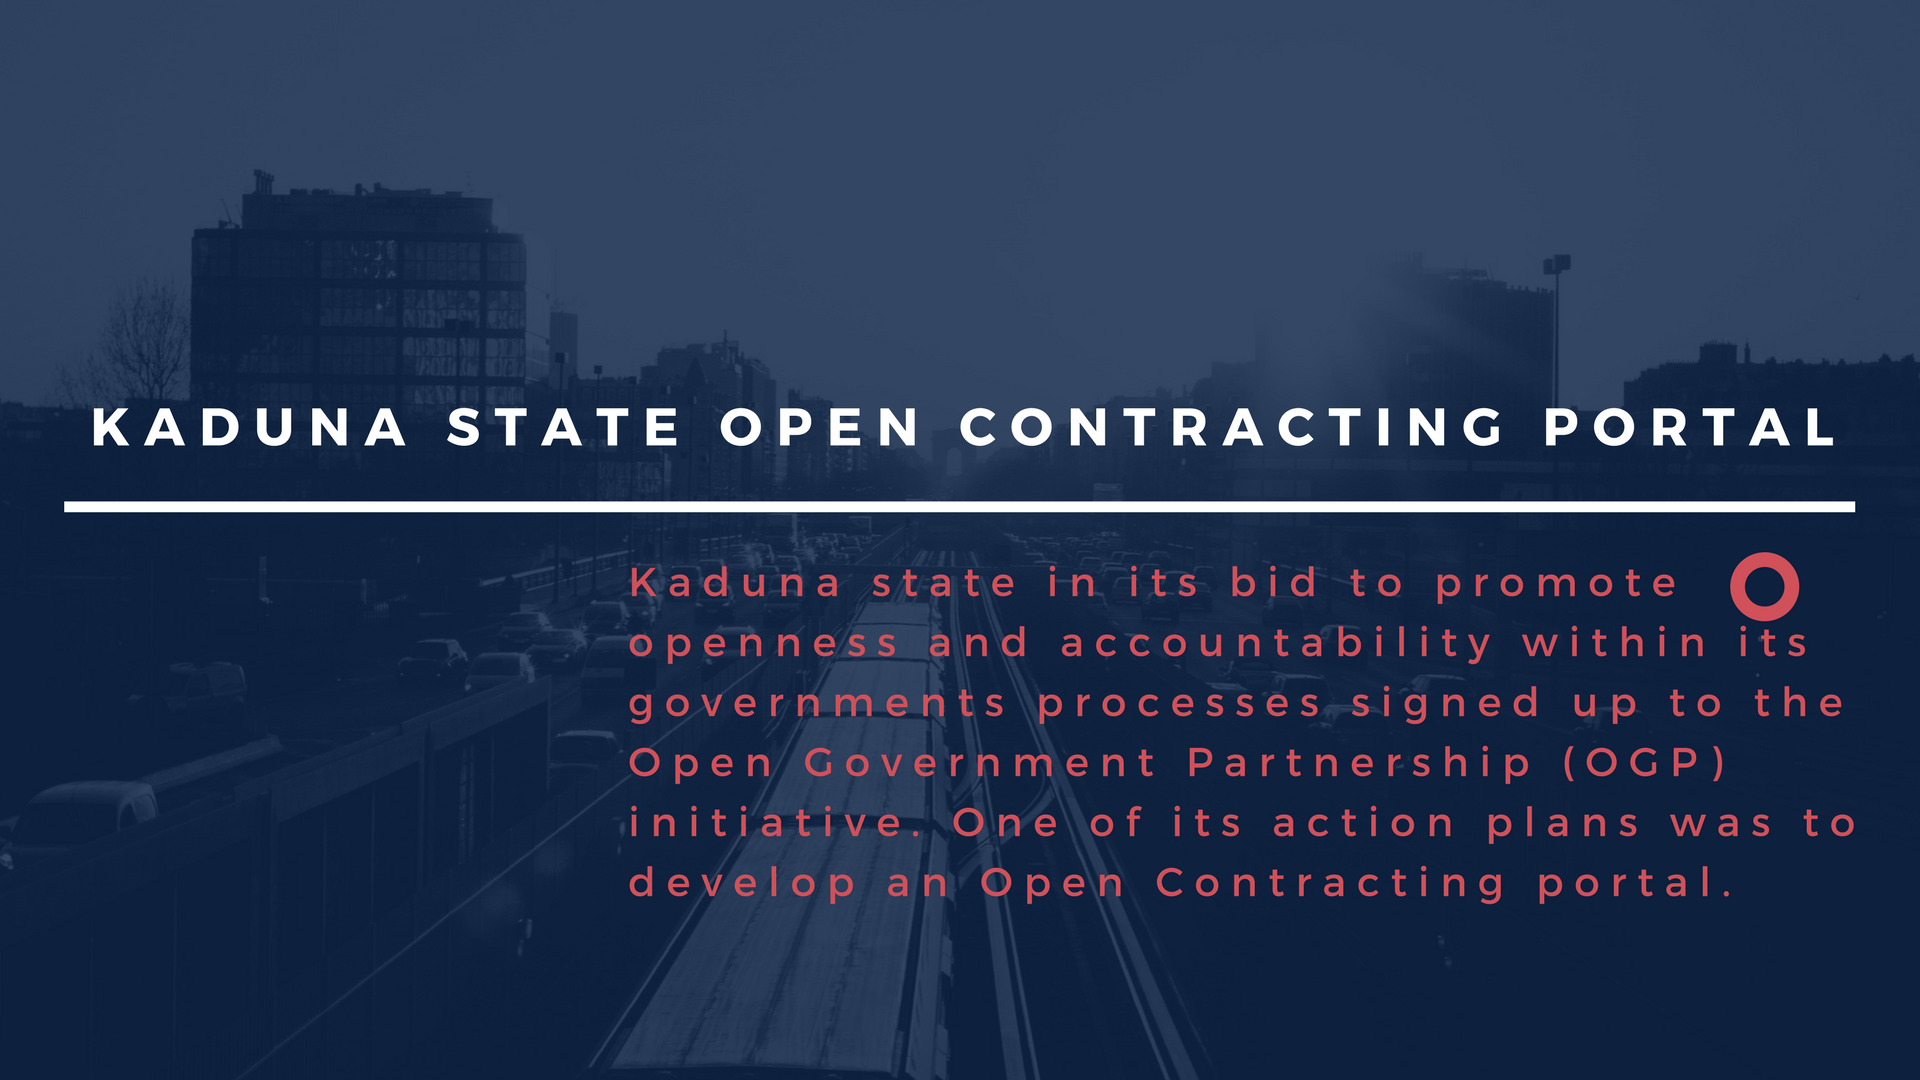 KADUNA STATE OPEN CONTRACTING PORTAL
Kaduna state in its bid to promote
openness and accountability within its
governments processes signed up to the
Open Government Partnership (OGP)
initiative. One of its action plans was to
develop an Open Contracting portal.